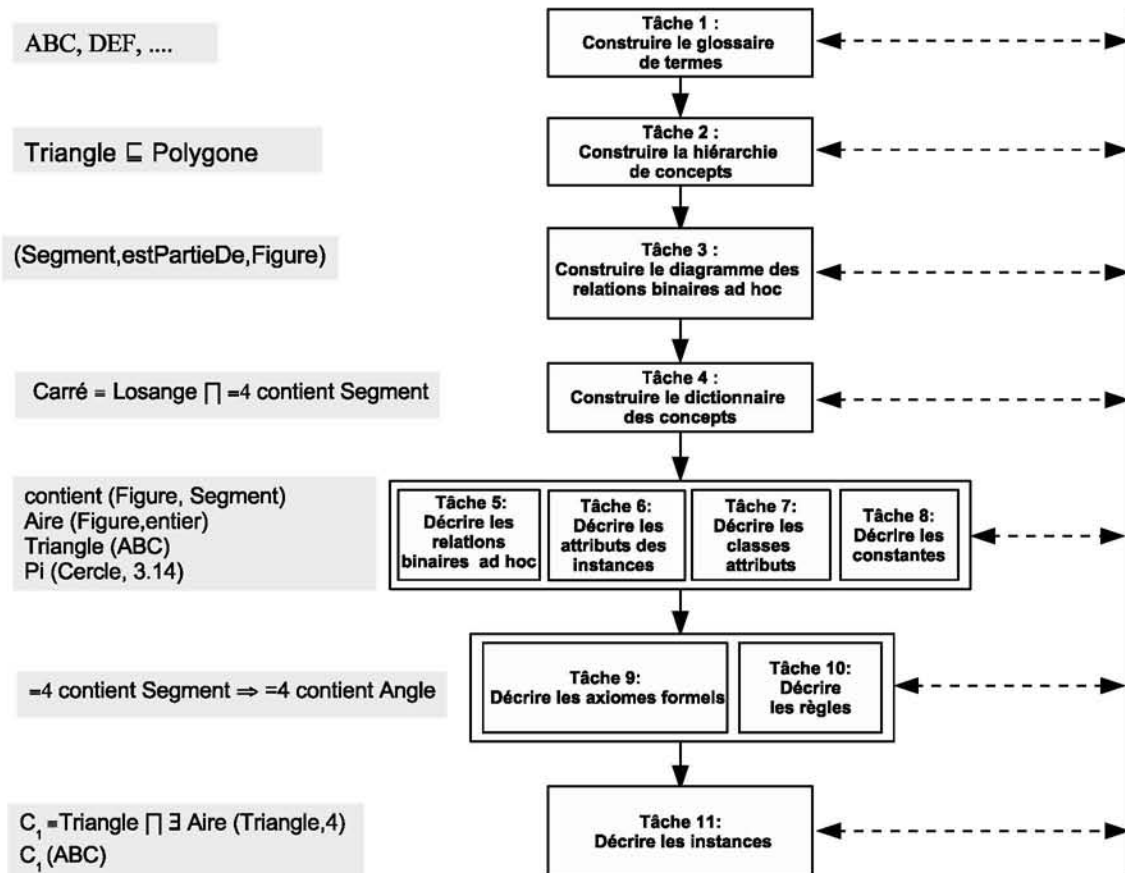 ABC, DEF, ....
Tâche 1 :
Construire le glossaire
de termes
Triangle ⊑ Polygone
Tâche 2 :
Construire la hiérarchie
de concepts
(Segment,estPartieDe,Figure)
Tâche 3 :
Construire le diagramme des
relations binaires ad hoc
Carré = Losange ∏ =4 contient Segment
Tâche 4 :
Construire le dictionnaire
des concepts
contient (Figure, Segment)
Aire (Figure,entier)
Triangle (ABC)
Pi (Cercle, 3.14)
Tâche 5:
Décrire les
relations
binaires ad hoc
Tâche 6:
Décrire les
attributs des
instances
Tâche 7:
Décrire les
classes
attributs
Tâche 8:
Décrire les
constantes
=4 contient Segment ⇒ =4 contient Angle
Tâche 9:
Décrire les axiomes formels
Tâche 10:
Décrire
les règles
C₁ =Triangle ∏ ∃ Aire (Triangle,4)
C₁ (ABC)
Tâche 11:
Décrire les instances